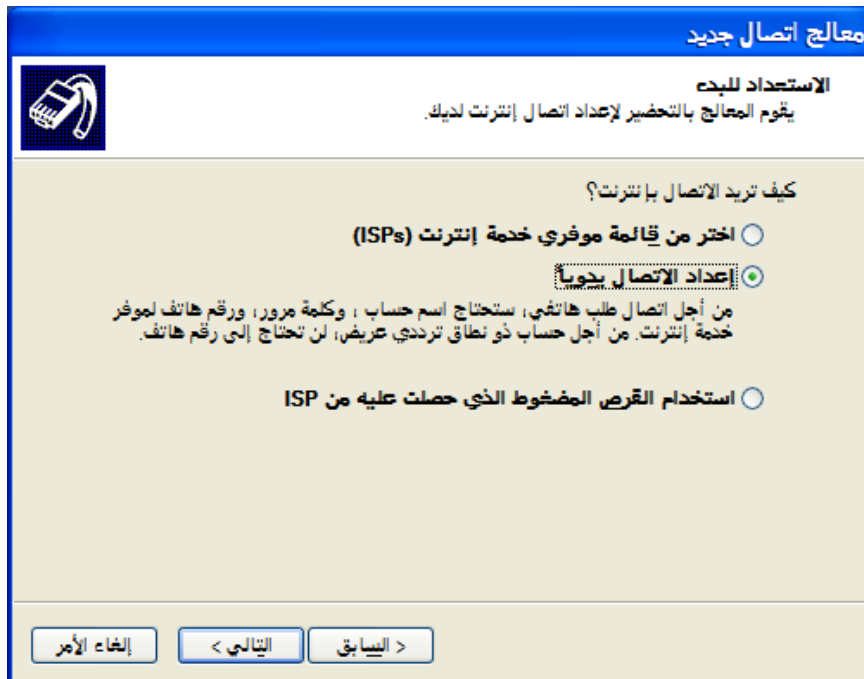 معالج اتصال جديد
الاستعداد للبدء
يقوم المعالج بالتحضير لإعداد اتصال إنترنت لديك.
كيف تريد الاتصال بإنترنت؟
اختر من قائمة موفري خدمة إنترنت (ISPs)
إعداد الاتصال يدوياً
من أجل اتصال طلب هاتفي، ستحتاج اسم حساب ، وكلمة مرور، ورقم هاتف لموفر
خدمة إنترنت. من أجل حساب ذو نطاق ترددي عريض، لن تحتاج إلى رقم هاتف.
استخدام القرص المضغوط الذي حصلت عليه من ISP
< السابق
التالي >
إلغاء الأمر